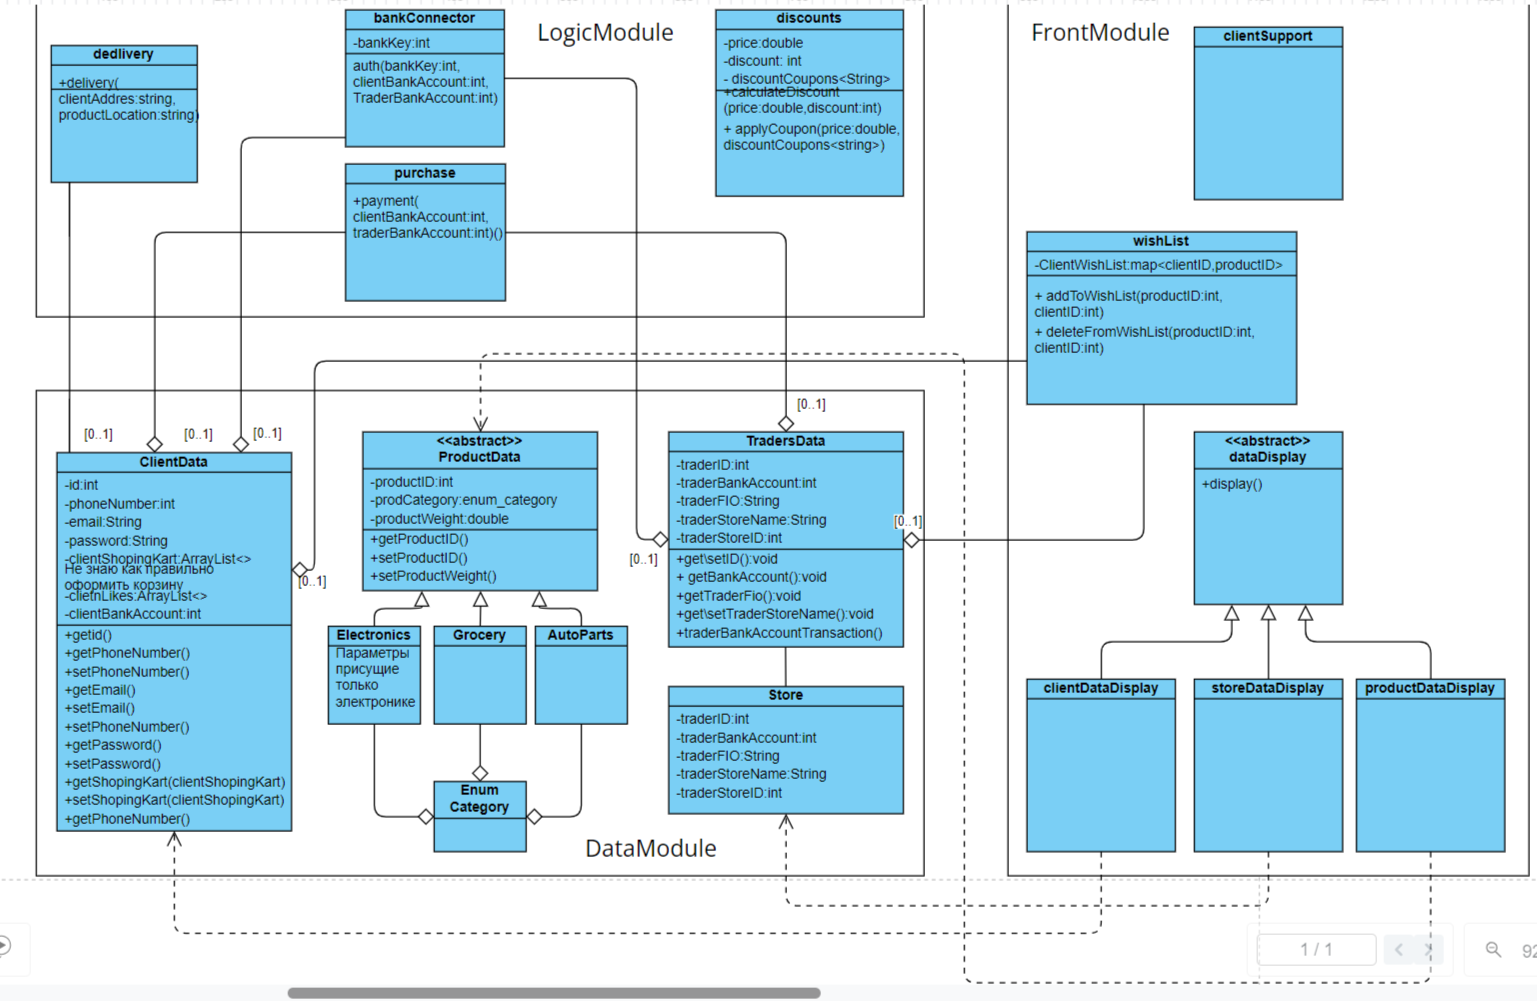 LogicModule
dedlivery
+delivery(
clientAddres:string,
productLocation:string)
bankConnector
-bankKey:int
auth(bankKey:int,
clientBankAccount:int,
TraderBankAccount:int)
purchase
+payment(
clientBankAccount:int,
traderBankAccount:int)()
discounts
-price:double
-discount: int
- discountCoupons<String>
+calculateDiscount
(price:double,discount:int)
+ applyCoupon(price:double,
discountCoupons<string>)
FrontModule
clientSupport
wishList
-ClientWishList:map<clientID,productID>
+ addToWishList(productID:int,
clientID:int)
+ deleteFromWishList(productID:int,
clientID:int)
<<abstract>>
dataDisplay
+display()
clientDataDisplay
storeDataDisplay
productDataDisplay
[0..1]
[0..1]
[0..1]
[0..1]
[0..1]
[0..1]
[0..1]
ClientData
-id:int
-phoneNumber:int
-email:String
-password:String
-clientShopingKart:ArrayList<>
Не знаю как правильно
оформить корзину
-clientLikes:ArrayList<>
-clientBankAccount:int
+getid()
+getPhoneNumber()
+setPhoneNumber()
+getEmail()
+setEmail()
+setPhoneNumber()
+getPassword()
+setPassword()
+getShopingKart(clientShopingKart)
+setShopingKart(clientShopingKart)
+getPhoneNumber()
<<abstract>>
ProductData
-productID:int
-prodCategory:enum_category
-productWeight:double
+getProductID()
+setProductID()
+setProductWeight()
Electronics
Параметры
присущие
только
электронике
Grocery
AutoParts
Enum
Category
TradersData
-traderID:int
-traderBankAccount:int
-traderFIO:String
-traderStoreName:String
-traderStoreID:int
+get\setID():void
+ getBankAccount():void
+getTraderFio():void
+get\setTraderStoreName():void
+traderBankAccountTransaction()
Store
-traderID:int
-traderBankAccount:int
-traderFIO:String
-traderStoreName:String
-traderStoreID:int
DataModule
1 / 1
92